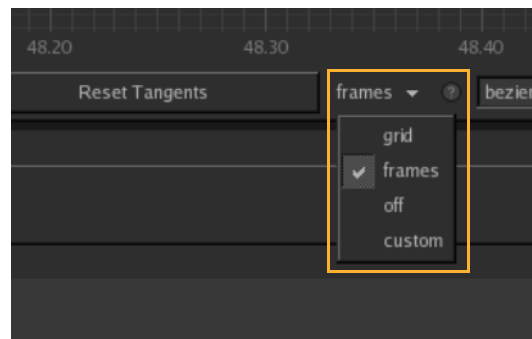 48.20 48.30 48.40
Reset Tangents frames ? bezier
grid
frames
off
custom